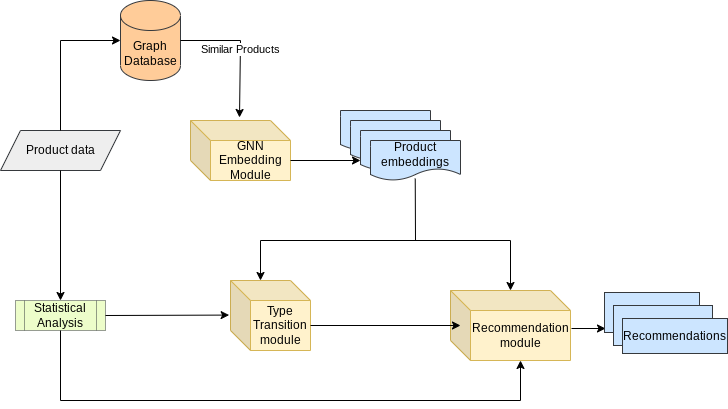 Graph
Database
Similar Products
Product data
GNN
Embedding
Module
Product
embeddings
Statistical
Analysis
Type
Transition
module
Recommendation
module
Recommendations